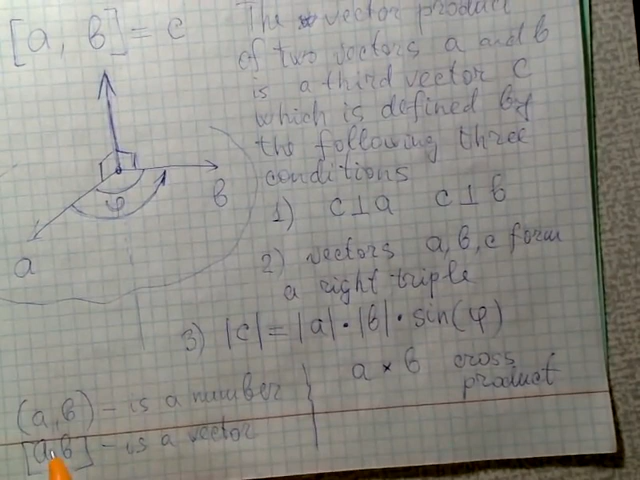 [a, b] = c
The vector product
of two vectors a and b
is a third vector c
which is defined by
the following three
conditions
1) c⊥a c⊥b
2) vectors a, b, c form
a right triple
3) |c| = |a| · |b| · sin(φ)
φ
b
a
(a, b) – is a number
[a, b] – is a vector
a × b cross
product